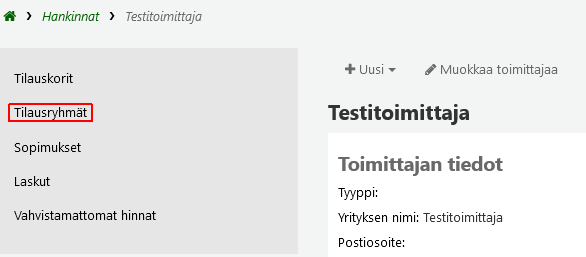 Hankinnat › Testitoimittaja
Tilauskorit
Tilausryhmät
Sopimukset
Laskut
Vahvistamattomat hinnat
Uusi
Muokkaa toimittajaa
Testitoimittaja
Toimittajan tiedot
Tyyppi:
Yrityksen nimi: Testitoimittaja
Postiosoite: